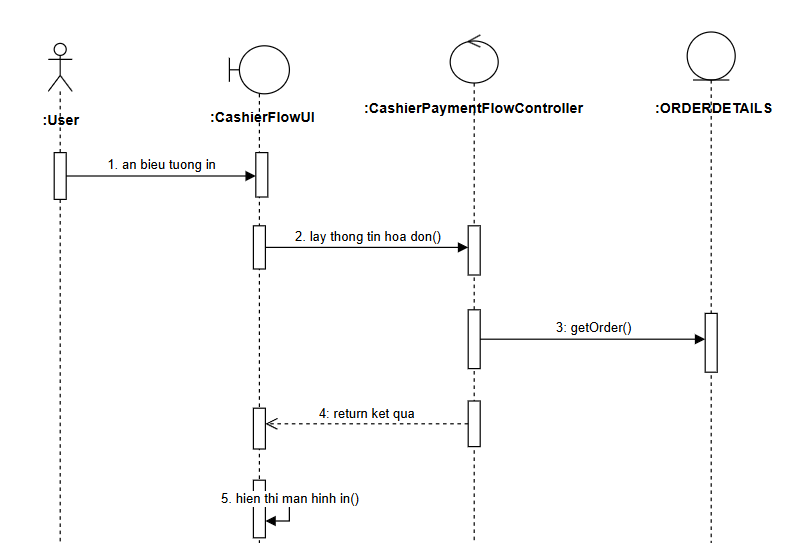 :User
:CashierFlowUI
:CashierPaymentFlowController
:ORDERDETAILS
1. an bieu tuong in
2. lay thong tin hoa don()
3: getOrder()
4: return ket qua
5. hien thi man hinh in()